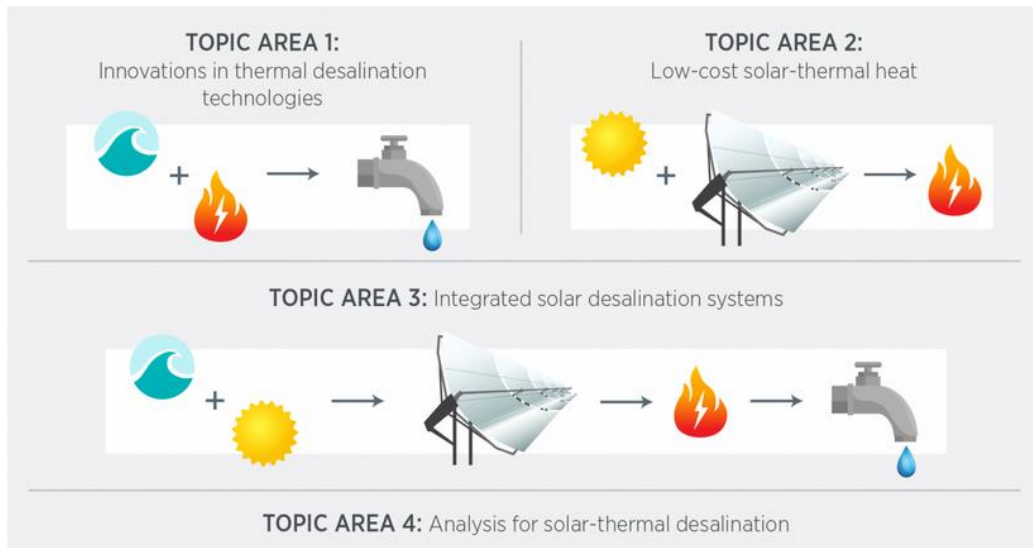 TOPIC AREA 1:
Innovations in thermal desalination
technologies
TOPIC AREA 2:
Low-cost solar-thermal heat
TOPIC AREA 3: Integrated solar desalination systems
TOPIC AREA 4: Analysis for solar-thermal desalination